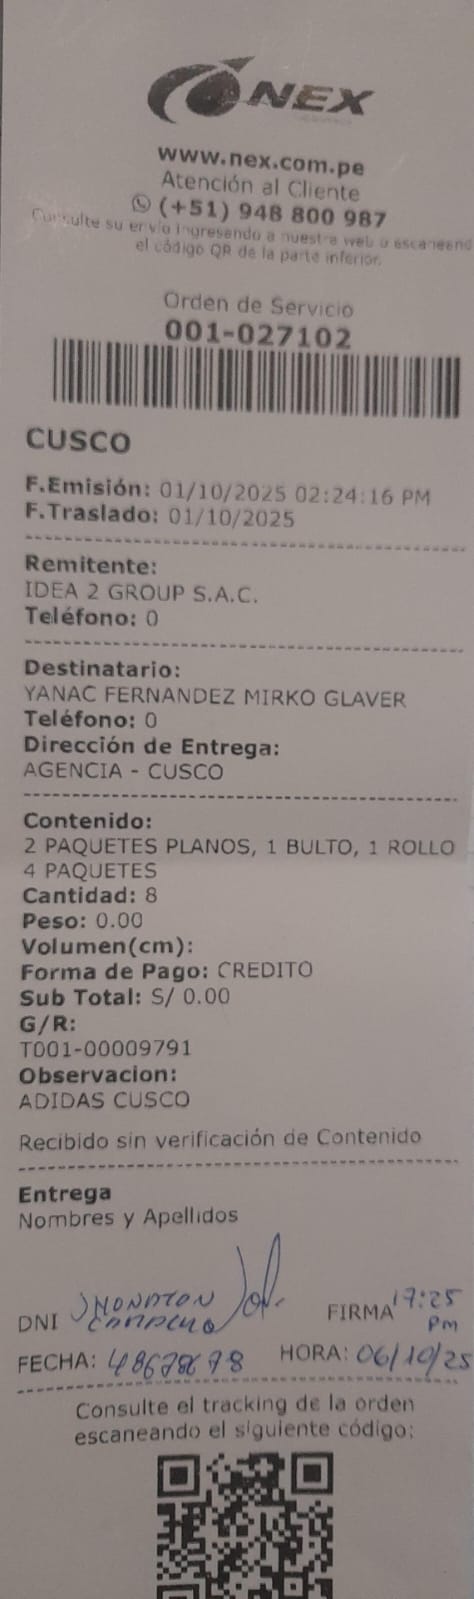 NEX
www.nex.com.pe
Atención al Cliente
(+51) 948 800 987
Consulte su envío ingresando a nuestra web o escaneand
el código QR de la parte inferior.
Orden de Servicio
001-027102
CUSCO
F.Emisión: 01/10/2025 02:24:16 PM
F.Traslado: 01/10/2025
Remitente:
IDEA 2 GROUP S.A.C.
Teléfono: 0
Destinatario:
YANAC FERNANDEZ MIRKO GLAVER
Teléfono: 0
Dirección de Entrega:
AGENCIA - CUSCO
Contenido:
2 PAQUETES PLANOS, 1 BULTO, 1 ROLLO
4 PAQUETES
Cantidad: 8
Peso: 0.00
Volumen(cm):
Forma de Pago: CREDITO
Sub Total: S/ 0.00
G/R:
T001-00009791
Observacion:
ADIDAS CUSCO
Recibido sin verificación de Contenido
Entrega
Nombres y Apellidos
DNI FIRMA 17:25 pm
FECHA: HORA: 06/10/25
Consulte el tracking de la orden
escaneando el siguiente código: